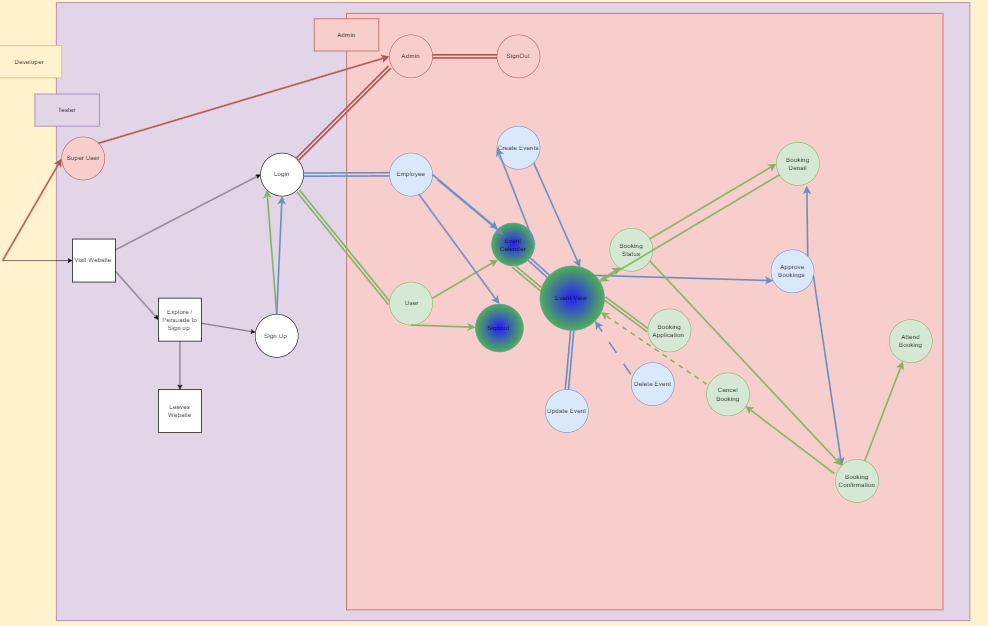 Admin
Developer
Tester
Admin
SignOut
Super User
Login
Employee
Create Events
Booking
Denail
Event
Calender
Booking
Status
Visit Website
Approve
Bookings
Event View
User
Explore /
Persuade to
Sign up
Sign Up
Signout
Booking
Application
Attend
Booking
Delete Event
Cancel
Booking
Leaves
Website
Update Event
Booking
Confirmation